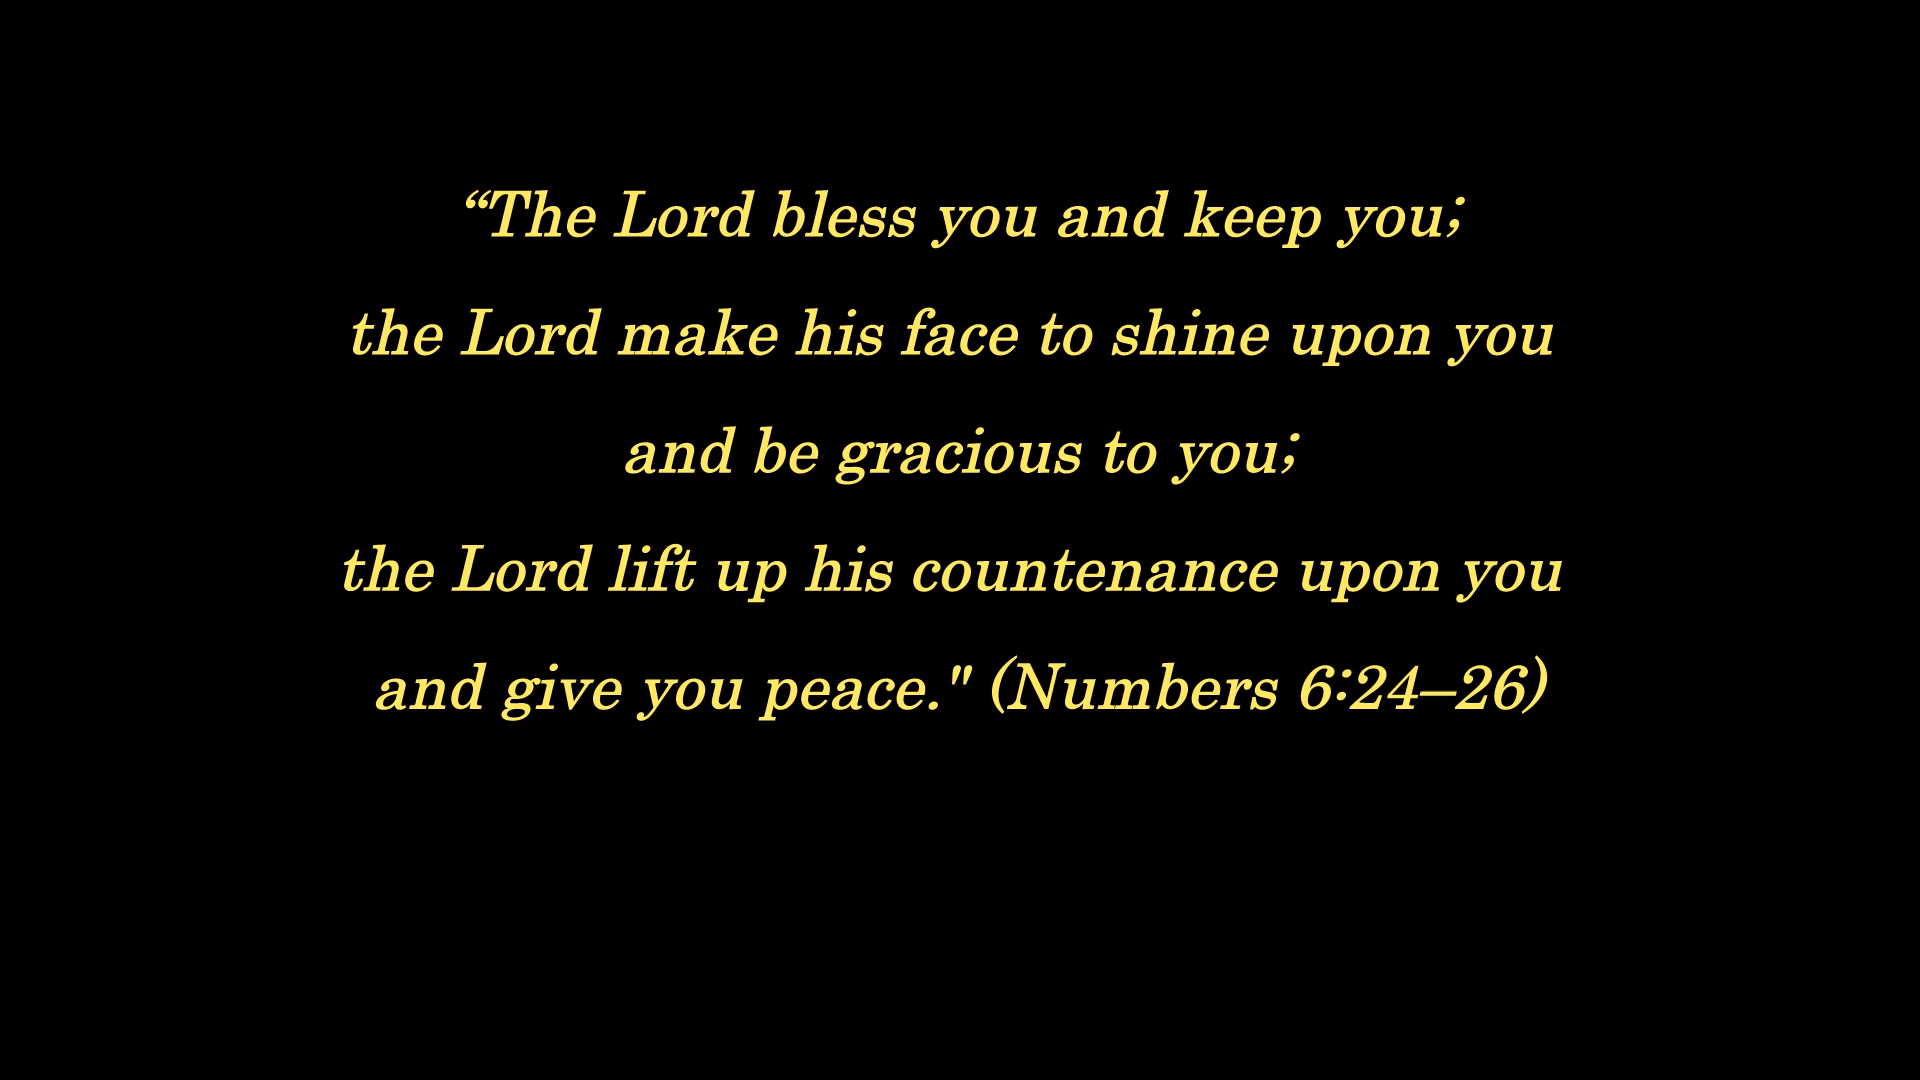 “The Lord bless you and keep you;
the Lord make his face to shine upon you
and be gracious to you;
the Lord lift up his countenance upon you
and give you peace." (Numbers 6:24–26)